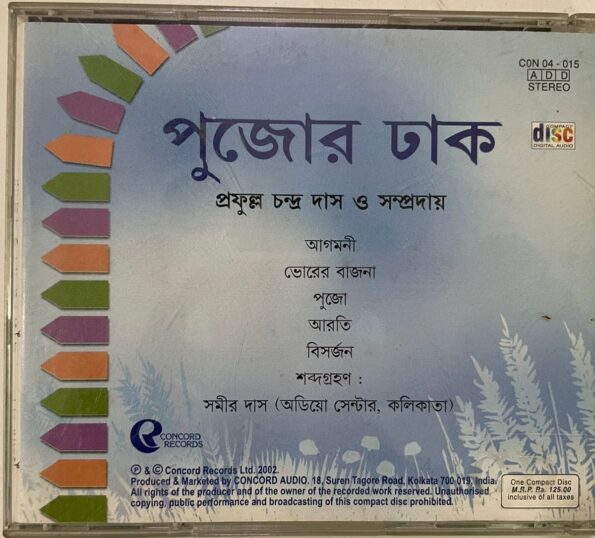 CON 04 - 015
ADD
STEREO
পুজোর ঢাক
COMPACT
disc
DIGITAL AUDIO
প্রফুল্ল চন্দ্র দাস ও সম্প্রদায়
আগমনী
ভোরের বাজনা
পুজো
আরতি
বিসর্জন
শব্দগ্রহণ :
সমীর দাস (অডিয়ো সেন্টার, কলিকাতা)
CONCORD
RECORDS
℗ & © Concord Records Ltd. 2002.
Produced & Marketed by CONCORD AUDIO. 18, Suren Tagore Road, Kolkata 700 019, India.
All rights of the producer and of the owner of the recorded work reserved. Unauthorised
copying, public performance and broadcasting of this compact disc prohibited.
One Compact Disc
M.R.P. Rs. 125.00
inclusive of all taxes